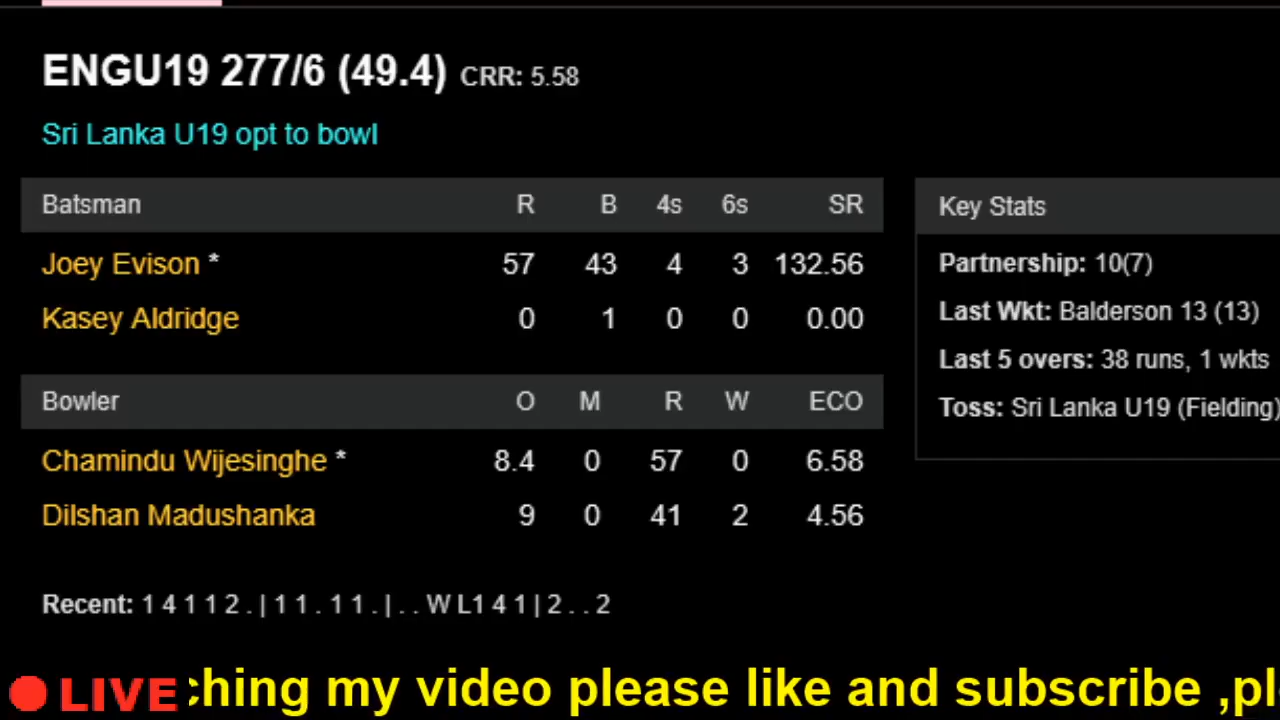 ENGU19 277/6 (49.4) CRR: 5.58
Sri Lanka U19 opt to bowl
Batsman R B 4s 6s SR
Joey Evison * 57 43 4 3 132.56
Kasey Aldridge 0 1 0 0 0.00
Bowler O M R W ECO
Chamindu Wijesinghe * 8.4 0 57 0 6.58
Dilshan Madushanka 9 0 41 2 4.56
Key Stats
Partnership: 10(7)
Last Wkt: Balderson 13 (13)
Last 5 overs: 38 runs, 1 wkts
Toss: Sri Lanka U19 (Fielding)
Recent: 1 4 1 1 2 . | 1 1 . 1 1 . | . . W L1 4 1 | 2 . . 2
LIVE ching my video please like and subscribe ,pl